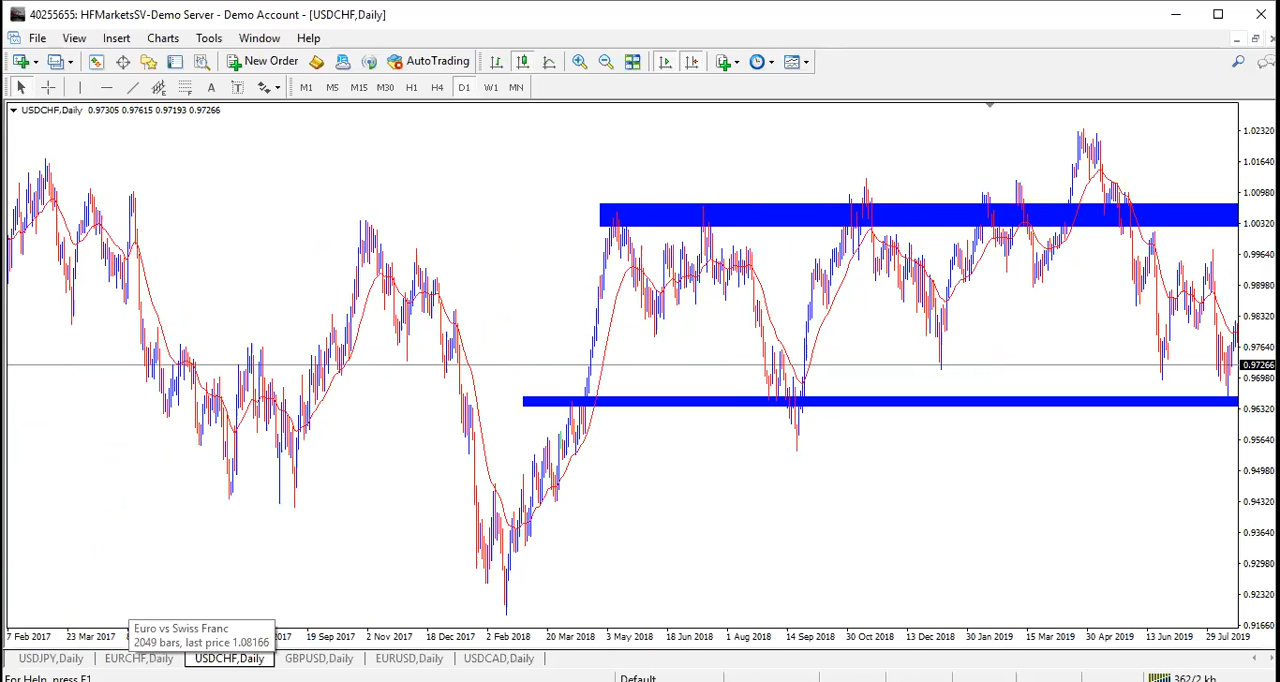 40255655: HFMarketsSV-Demo Server - Demo Account - [USDCHF,Daily]
File View Insert Charts Tools Window Help
New Order AutoTrading
A T M1 M5 M15 M30 H1 H4 D1 W1 MN
USDCHF,Daily 0.97305 0.97615 0.97193 0.97266
1.02320
1.01640
1.00980
1.00320
0.99640
0.98980
0.98320
0.97640
0.97266
0.96980
0.96320
0.95640
0.94980
0.94320
0.93640
0.92980
0.92320
0.91660
7 Feb 2017 23 Mar 2017 2017 19 Sep 2017 2 Nov 2017 18 Dec 2017 2 Feb 2018 20 Mar 2018 3 May 2018 18 Jun 2018 1 Aug 2018 14 Sep 2018 30 Oct 2018 13 Dec 2018 30 Jan 2019 15 Mar 2019 30 Apr 2019 13 Jun 2019 29 Jul 2019
Euro vs Swiss Franc
2049 bars, last price 1.08166
USDJPY,Daily EURCHF,Daily USDCHF,Daily GBPUSD,Daily EURUSD,Daily USDCAD,Daily
For Help, press F1 Default 362/2 kb